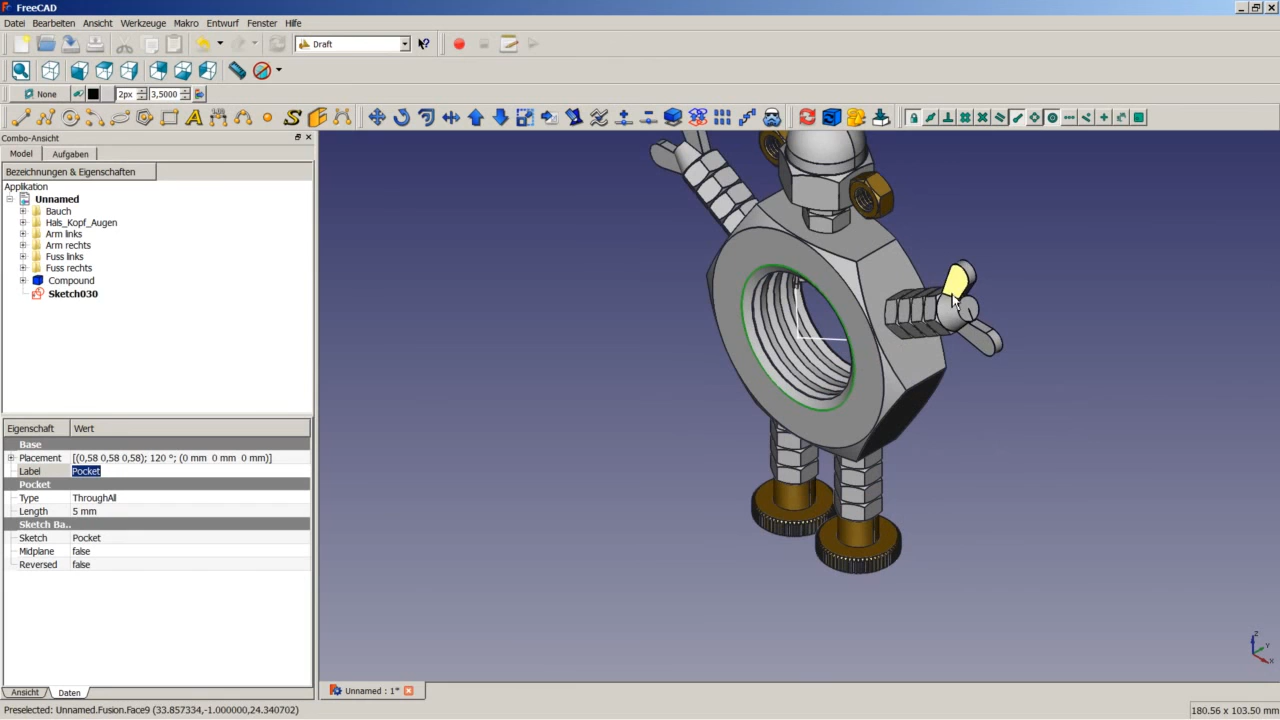 FreeCAD
Datei Bearbeiten Ansicht Werkzeuge Makro Entwurf Fenster Hilfe
Draft
None 2px 3,5000
Combo-Ansicht
Model Aufgaben
Bezeichnungen & Eigenschaften
Applikation
Unnamed
Bauch
Hals_Kopf_Augen
Arm links
Arm rechts
Fuss links
Fuss rechts
Compound
Sketch030
Eigenschaft Wert
Base
Placement [(0,58 0,58 0,58); 120 °; (0 mm 0 mm 0 mm)]
Label Pocket
Pocket
Type ThroughAll
Length 5 mm
Sketch Ba..
Sketch Pocket
Midplane false
Reversed false
Ansicht Daten
Unnamed : 1*
Z
Y
X
Preselected: Unnamed.Fusion.Face9 (33.857334,-1.000000,24.340702)
180.56 x 103.50 mm